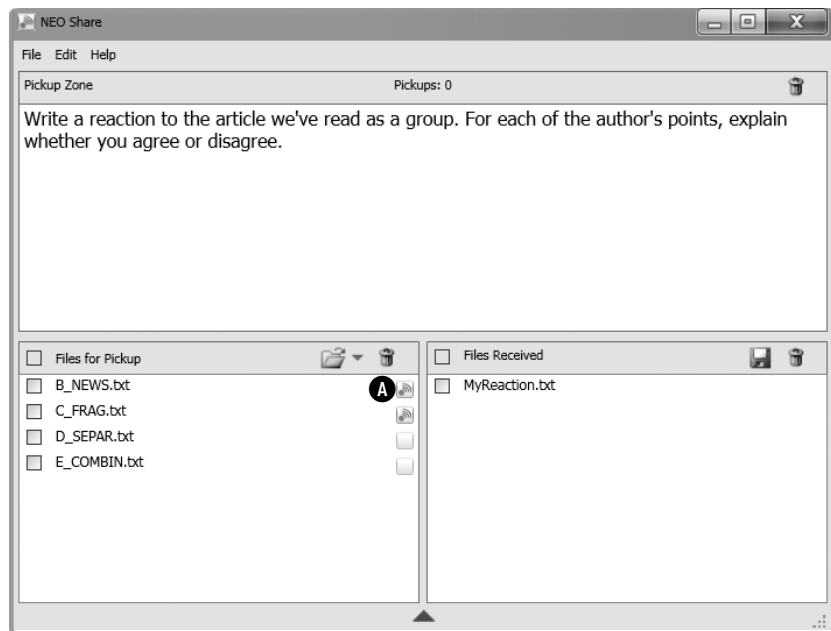 NEO Share
File Edit Help
Pickup Zone Pickups: 0
Write a reaction to the article we've read as a group. For each of the author's points, explain
whether you agree or disagree.
Files for Pickup
B_NEWS.txt A
C_FRAG.txt
D_SEPAR.txt
E_COMBIN.txt
Files Received
MyReaction.txt